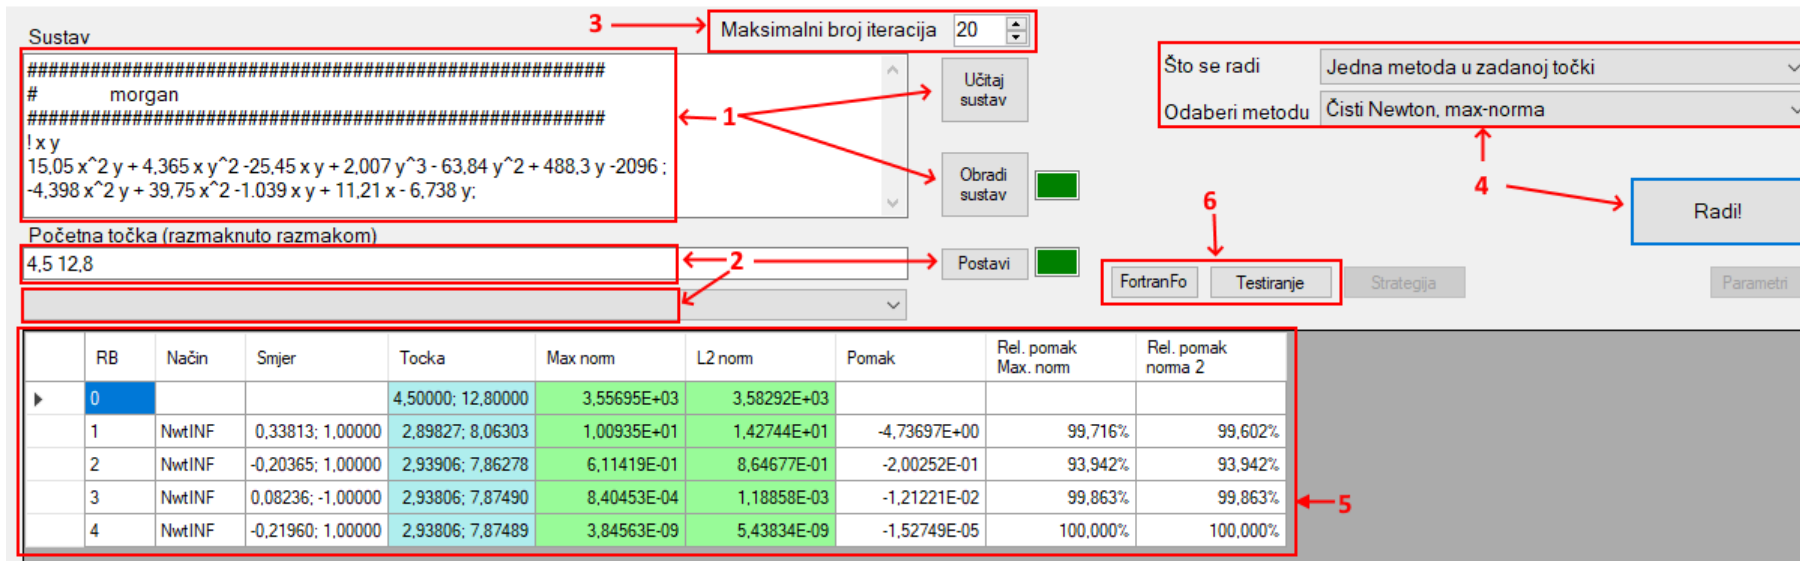 3
Maksimalni broj iteracija 20
Sustav
#######################################################
# morgan
#######################################################
! x y
15,05 x^2 y + 4,365 x y^2 -25,45 x y + 2,007 y^3 - 63,84 y^2 + 488,3 y -2096 ;
-4,398 x^2 y + 39,75 x^2 -1.039 x y + 11,21 x - 6,738 y;
1
Učitaj
sustav
Obradi
sustav
Što se radi Jedna metoda u zadanoj točki
Odaberi metodu Čisti Newton, max-norma
4
Radi!
Početna točka (razmaknuto razmakom)
4,5 12,8
2
Postavi
6
FortranFo Testiranje Strategija Parametri
RB Način Smjer Tocka Max norm L2 norm Pomak Rel. pomak Max. norm Rel. pomak norma 2
0 4,50000; 12,80000 3,55695E+03 3,58292E+03
1 NwtINF 0,33813; 1,00000 2,89827; 8,06303 1,00935E+01 1,42744E+01 -4,73697E+00 99,716% 99,602%
2 NwtINF -0,20365; 1,00000 2,93906; 7,86278 6,11419E-01 8,64677E-01 -2,00252E-01 93,942% 93,942%
3 NwtINF 0,08236; -1,00000 2,93806; 7,87490 8,40453E-04 1,18858E-03 -1,21221E-02 99,863% 99,863%
4 NwtINF -0,21960; 1,00000 2,93806; 7,87489 3,84563E-09 5,43834E-09 -1,52749E-05 100,000% 100,000%
5